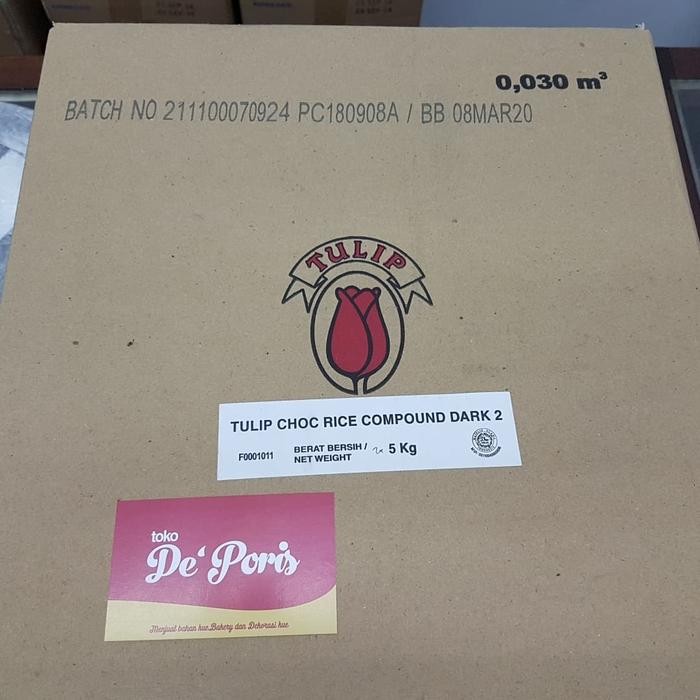 0,030 m³
BATCH NO 211100070924 PC180908A / BB 08MAR20
TULIP
TULIP CHOC RICE COMPOUND DARK 2
F0001011
BERAT BERSIH / 5 Kg
NET WEIGHT
toko
De' Poris
Menjual bahan kue, Bakery dan Dekorasi kue